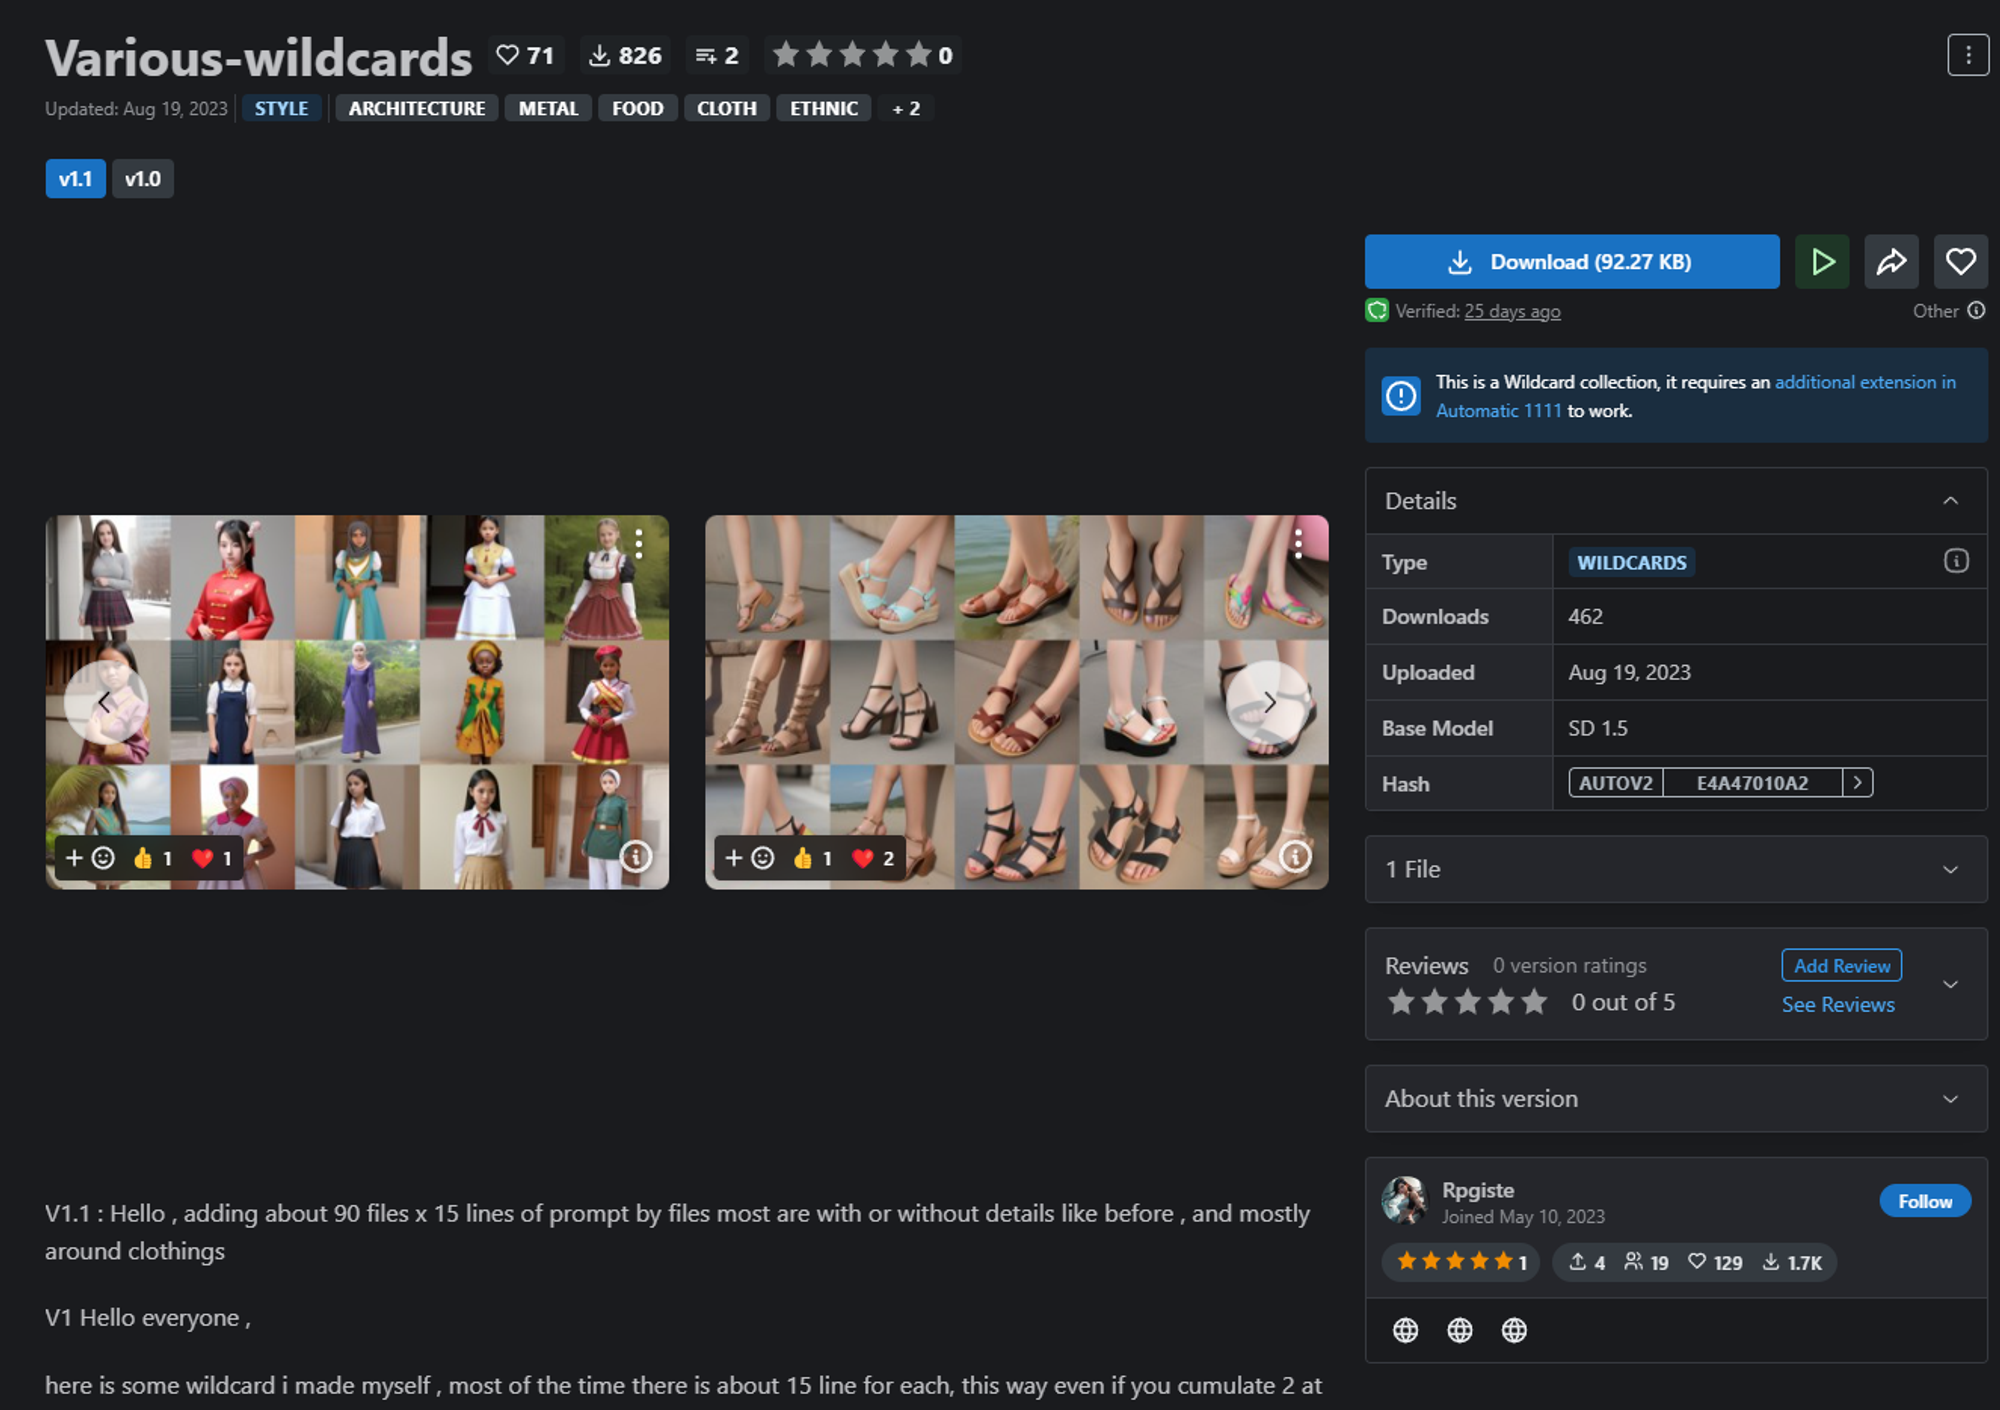 Various-wildcards 71 826 2 0
Updated: Aug 19, 2023 STYLE ARCHITECTURE METAL FOOD CLOTH ETHNIC + 2
v1.1 v1.0
Download (92.27 KB)
Verified: 25 days ago Other
This is a Wildcard collection, it requires an additional extension in
Automatic 1111 to work.
Details
Type WILDCARDS
Downloads 462
Uploaded Aug 19, 2023
Base Model SD 1.5
Hash AUTOV2 E4A47010A2
+ 👍 1 ❤️ 1
+ 👍 1 ❤️ 2
1 File
Reviews 0 version ratings Add Review
0 out of 5 See Reviews
About this version
Rpgiste
Joined May 10, 2023
Follow
1 4 19 129 1.7K
V1.1 : Hello , adding about 90 files x 15 lines of prompt by files most are with or without details like before , and mostly
around clothings
V1 Hello everyone ,
here is some wildcard i made myself , most of the time there is about 15 line for each, this way even if you cumulate 2 at